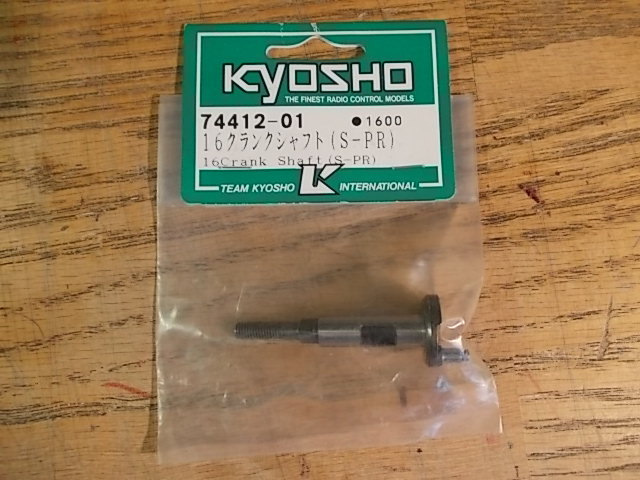 KYOSHO
THE FINEST RADIO CONTROL MODELS
74412-01 ●1600
16クランクシャフト(S-PR)
16Crank Shaft(S-PR)
TEAM KYOSHO K INTERNATIONAL